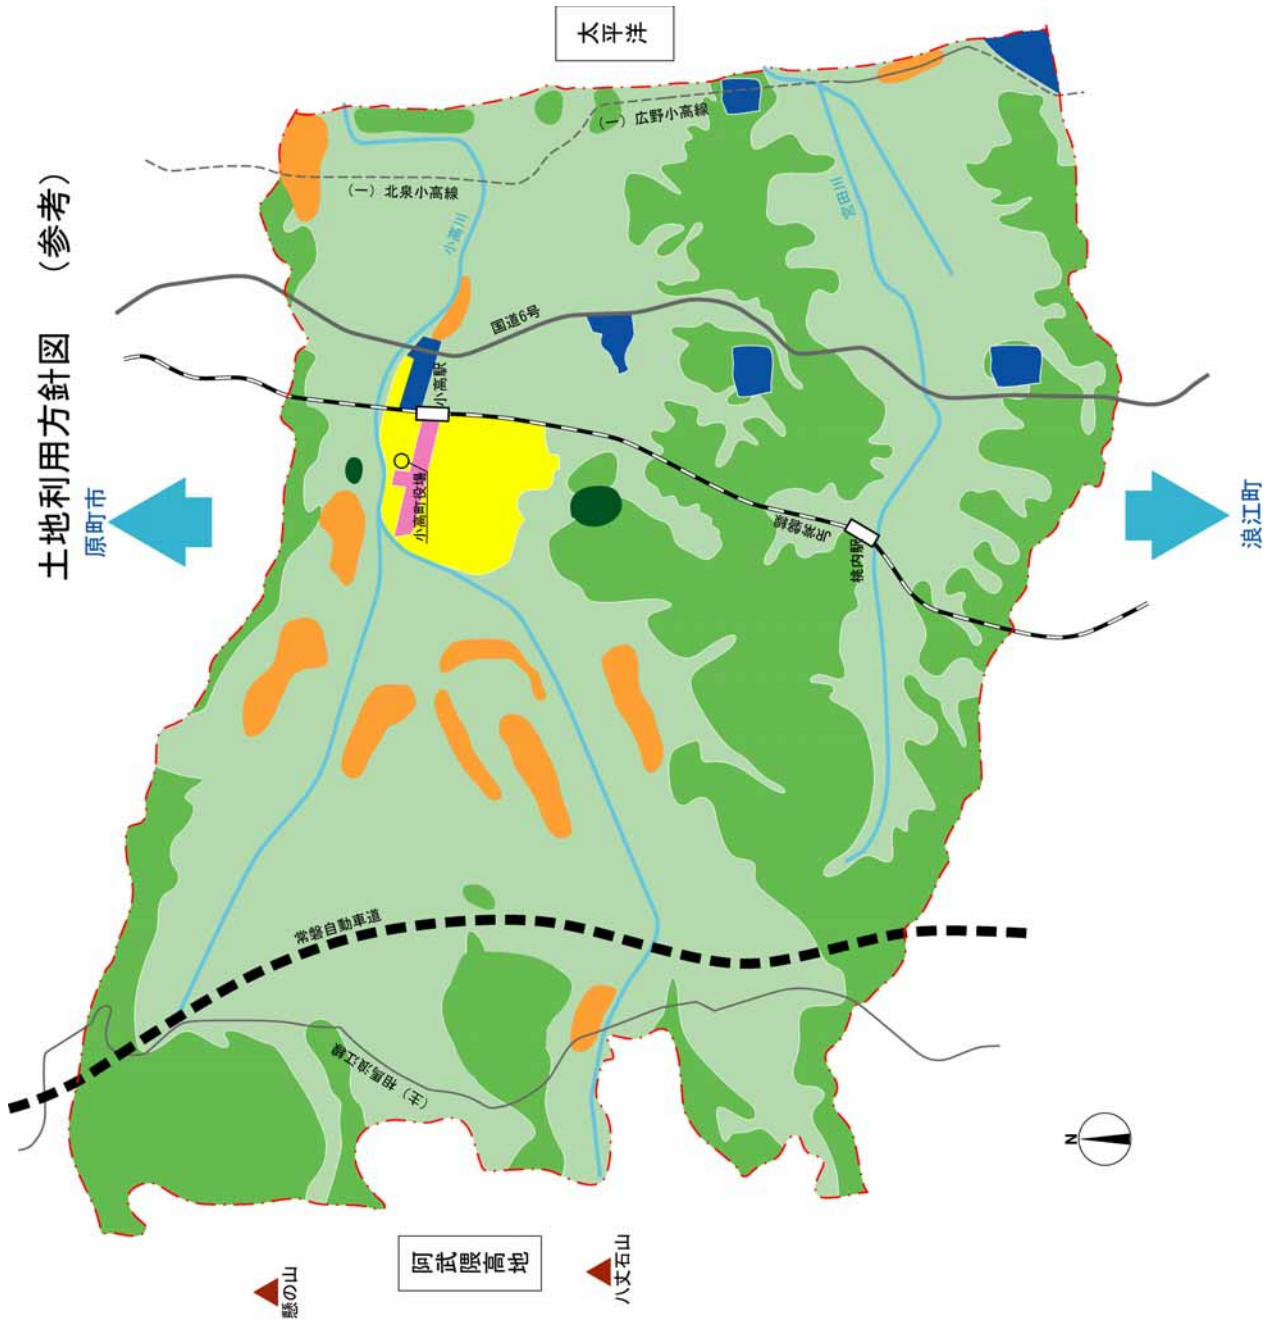 土地利用方針図 （参考）
原町市
太平洋
（一）北泉小高線
（一）広野小高線
小高川
宮田川
国道6号
小高駅
小高町役場
JR常磐線
桃内駅
浪江町
常磐自動車道
（主）相馬浪江線
懸の山
阿武隈高地
八丈石山
N